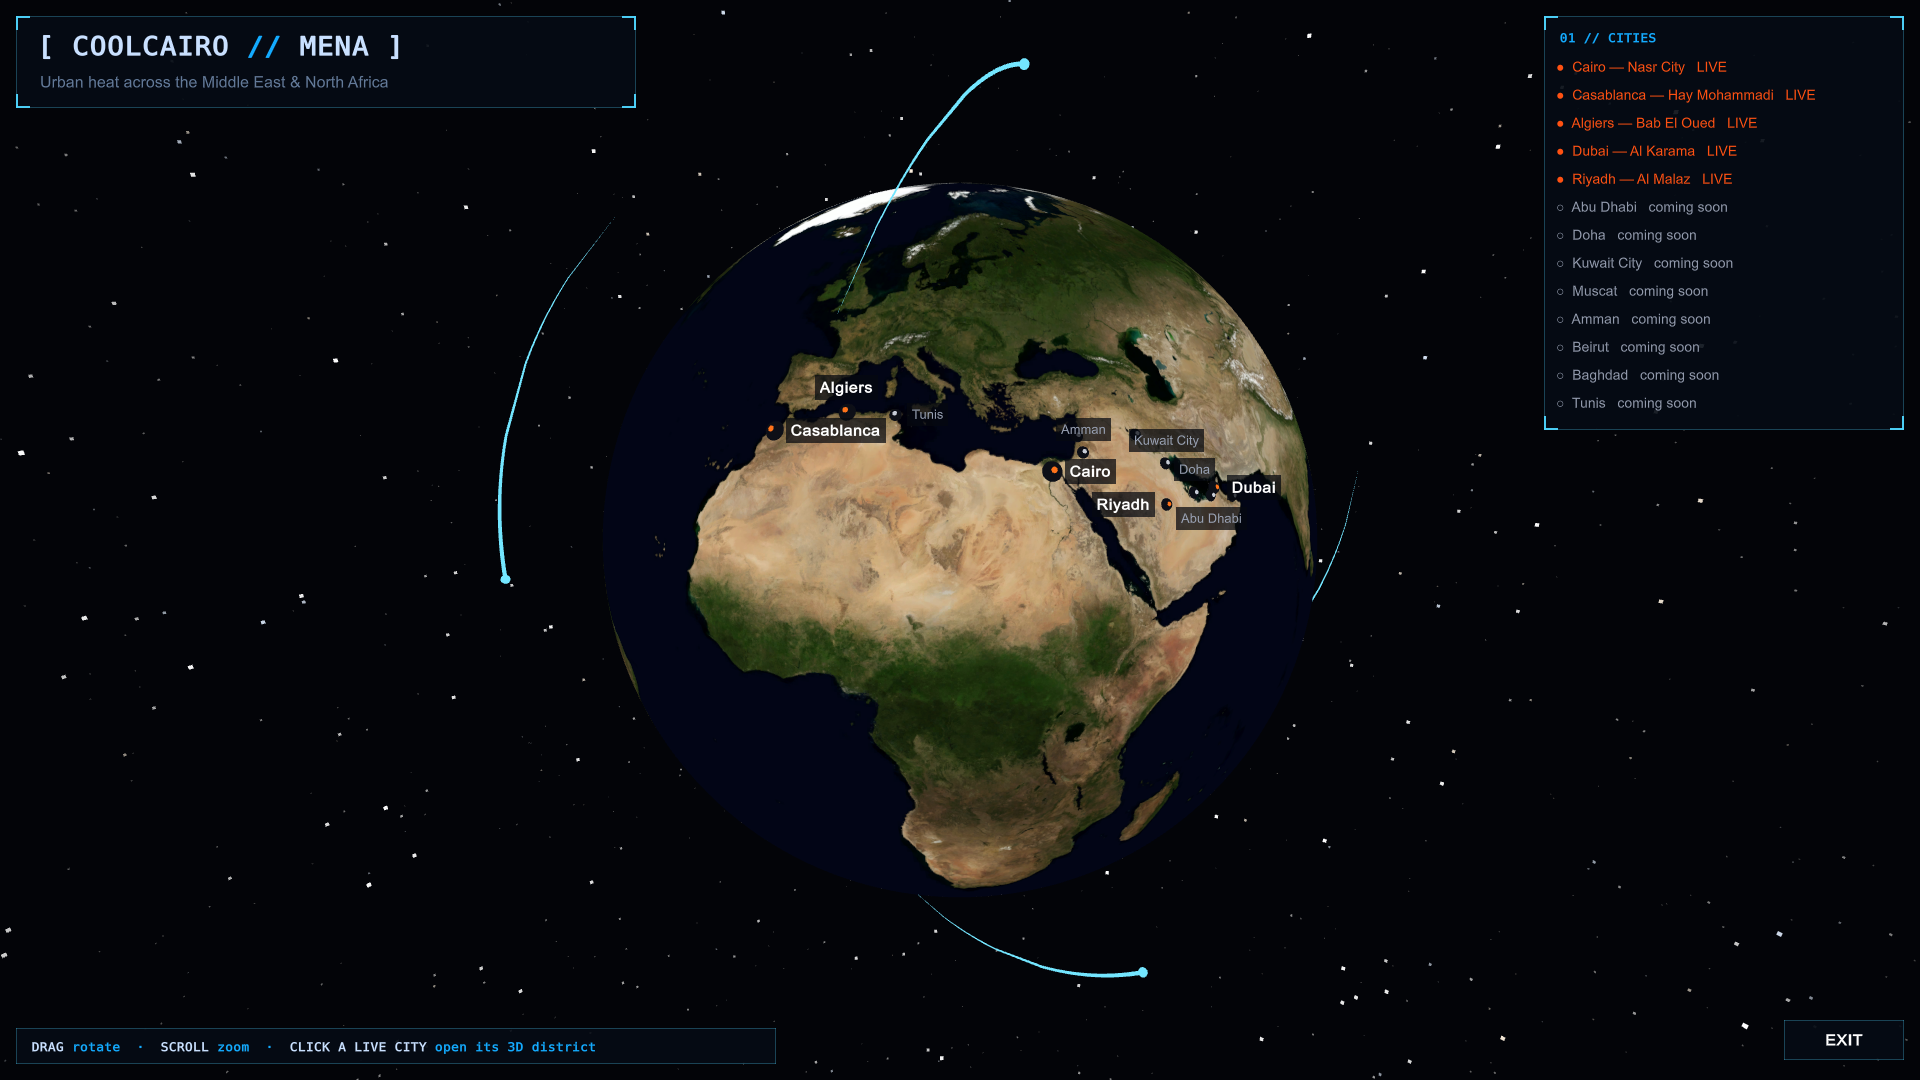 [ COOLCAIRO // MENA ]
Urban heat across the Middle East & North Africa
01 // CITIES
● Cairo — Nasr City LIVE
● Casablanca — Hay Mohammadi LIVE
● Algiers — Bab El Oued LIVE
● Dubai — Al Karama LIVE
● Riyadh — Al Malaz LIVE
○ Abu Dhabi coming soon
○ Doha coming soon
○ Kuwait City coming soon
○ Muscat coming soon
○ Amman coming soon
○ Beirut coming soon
○ Baghdad coming soon
○ Tunis coming soon
Algiers
Tunis
Casablanca
Amman
Kuwait City
Cairo
Doha
Dubai
Riyadh
Abu Dhabi
DRAG rotate · SCROLL zoom · CLICK A LIVE CITY open its 3D district
EXIT